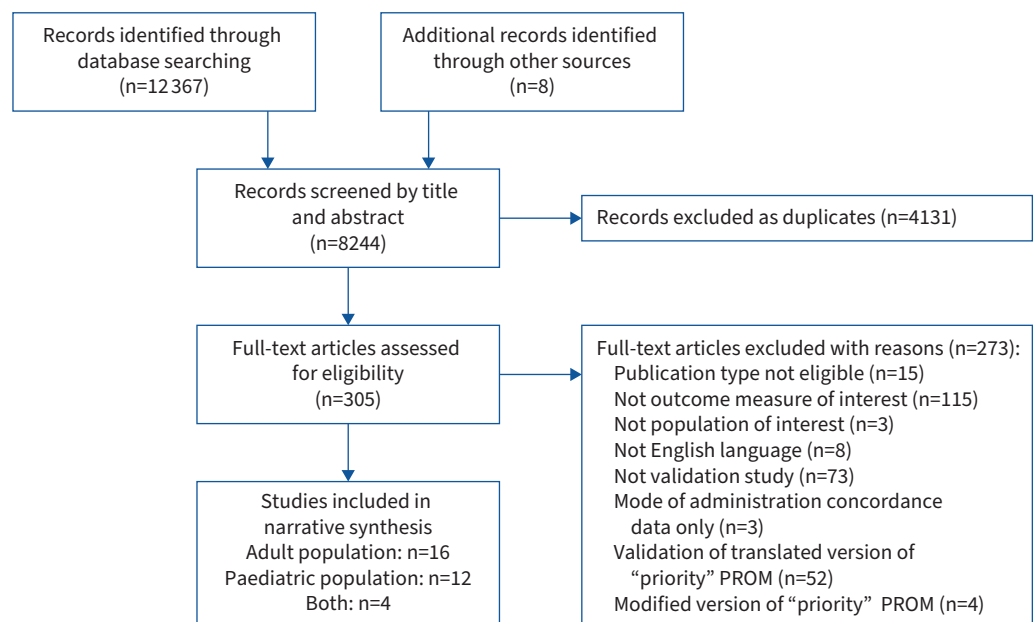 Records identified through
database searching
(n=12 367)
Additional records identified
through other sources
(n=8)
Records screened by title
and abstract
(n=8244)
Records excluded as duplicates (n=4131)
Full-text articles assessed
for eligibility
(n=305)
Full-text articles excluded with reasons (n=273):
Publication type not eligible (n=15)
Not outcome measure of interest (n=115)
Not population of interest (n=3)
Not English language (n=8)
Not validation study (n=73)
Mode of administration concordance
data only (n=3)
Validation of translated version of
“priority” PROM (n=52)
Modified version of “priority” PROM (n=4)
Studies included in
narrative synthesis
Adult population: n=16
Paediatric population: n=12
Both: n=4